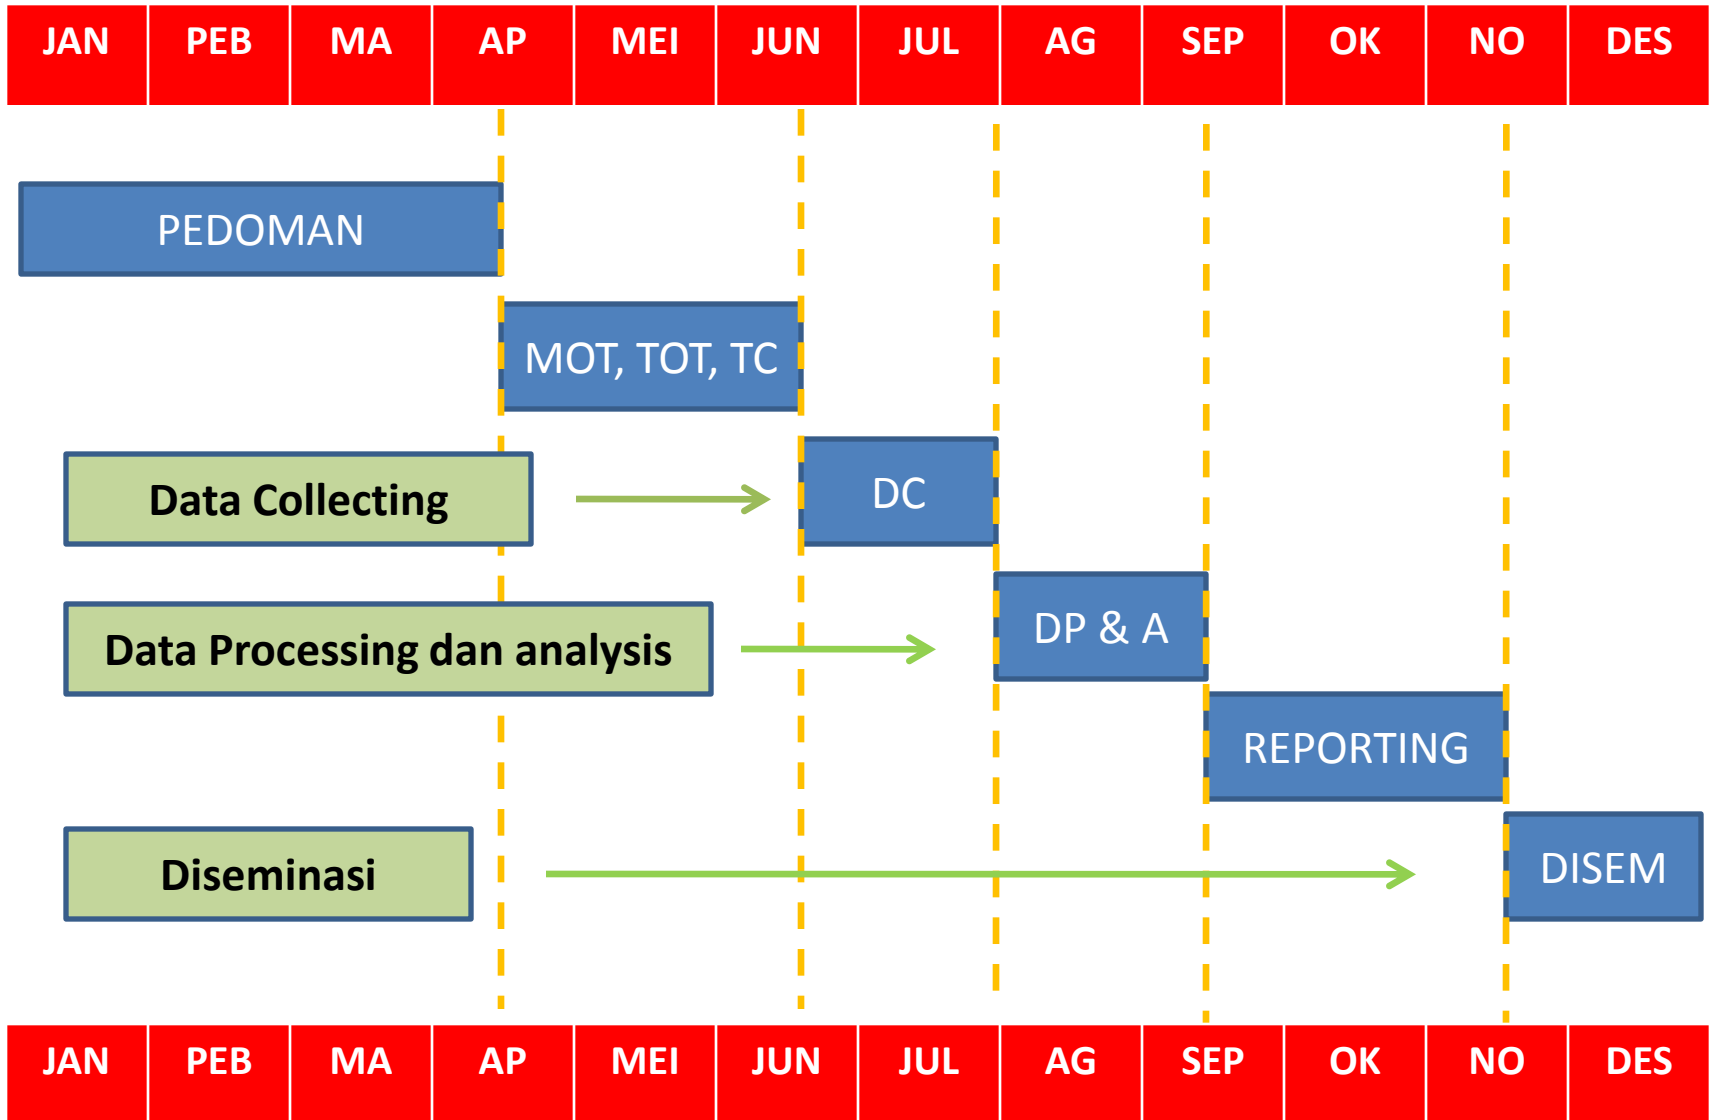 JAN PEB MA AP MEI JUN JUL AG SEP OK NO DES
PEDOMAN
MOT, TOT, TC
Data Collecting DC
Data Processing dan analysis DP & A
REPORTING
Diseminasi DISEM
JAN PEB MA AP MEI JUN JUL AG SEP OK NO DES